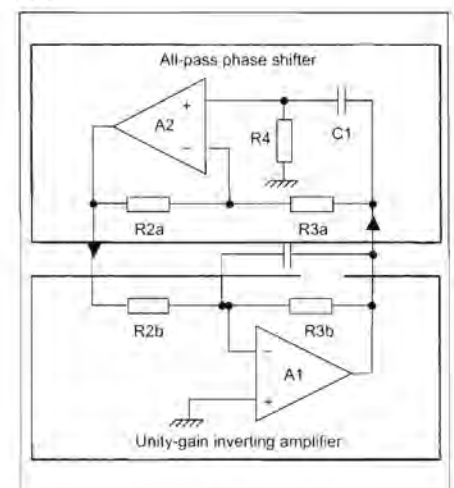 All-pass phase shifter
+
A2
−
R4
C1
R2a
R3a
R2b
R3b
−
A1
+
Unity-gain inverting amplifier